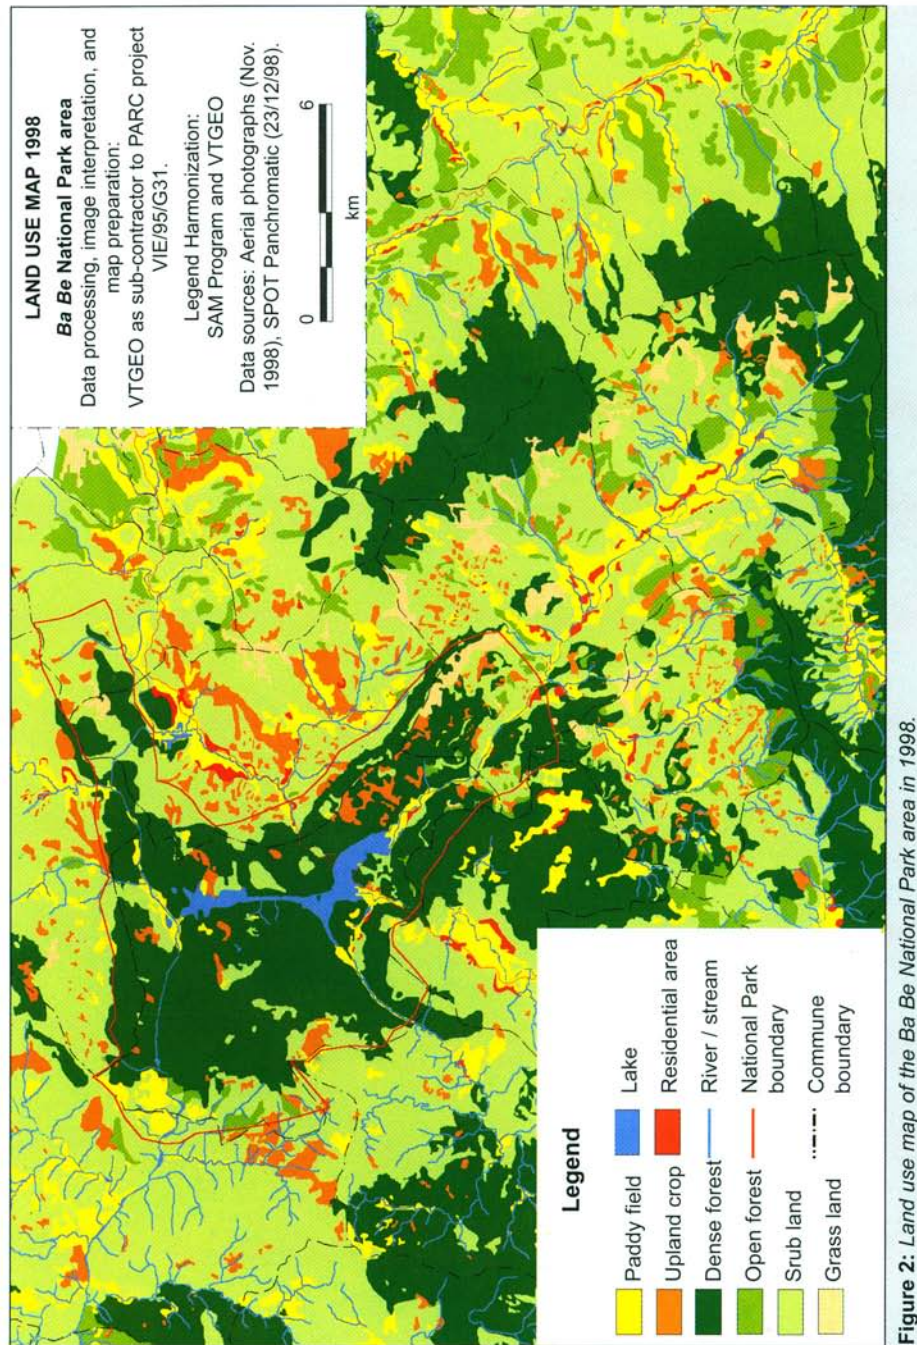 LAND USE MAP 1998
Ba Be National Park area
Data processing, image interpretation, and
map preparation:
VTGEO as sub-contractor to PARC project
VIE/95/G31.
Legend Harmonization:
SAM Program and VTGEO
Data sources: Aerial photographs (Nov.
1998), SPOT Panchromatic (23/12/98).
0 6
km
Legend
Paddy field
Upland crop
Dense forest
Open forest
Srub land
Grass land
Lake
Residential area
River / stream
National Park
boundary
Commune
boundary
Figure 2: Land use map of the Ba Be National Park area in 1998.